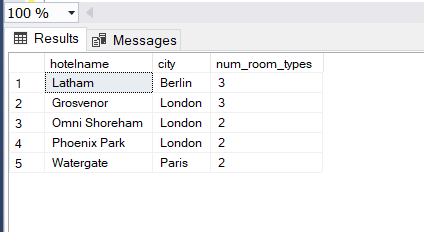 100 %
Results Messages
hotelname city num_room_types
1 Latham Berlin 3
2 Grosvenor London 3
3 Omni Shoreham London 2
4 Phoenix Park London 2
5 Watergate Paris 2